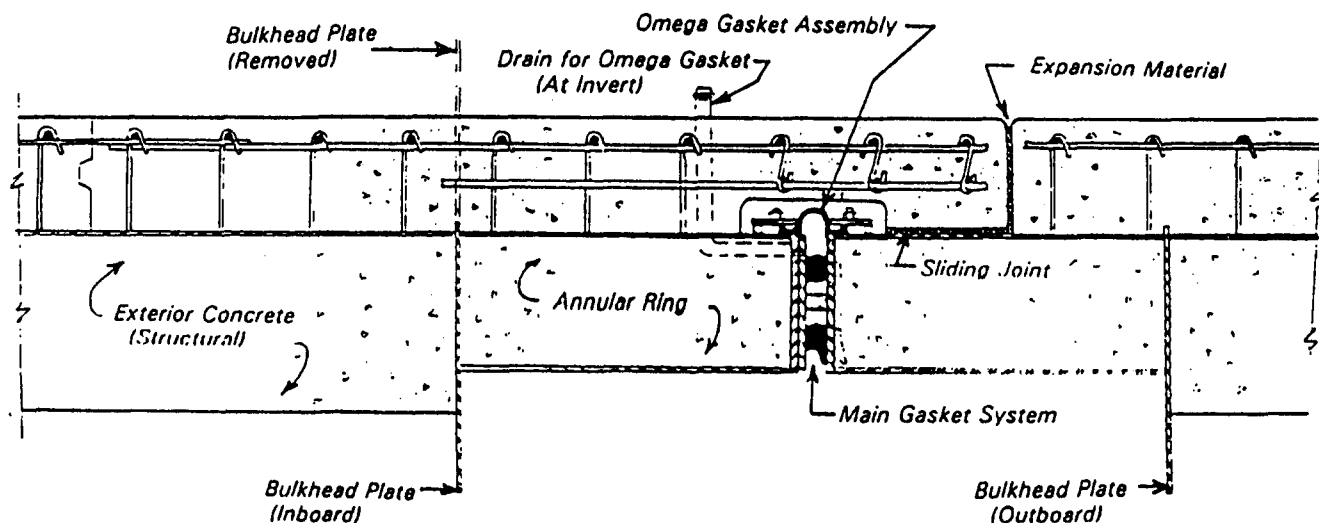 Omega Gasket Assembly
Bulkhead Plate
(Removed)
Drain for Omega Gasket
(At Invert)
Expansion Material
Sliding Joint
Exterior Concrete
(Structural)
Annular Ring
Main Gasket System
Bulkhead Plate
(Inboard)
Bulkhead Plate
(Outboard)